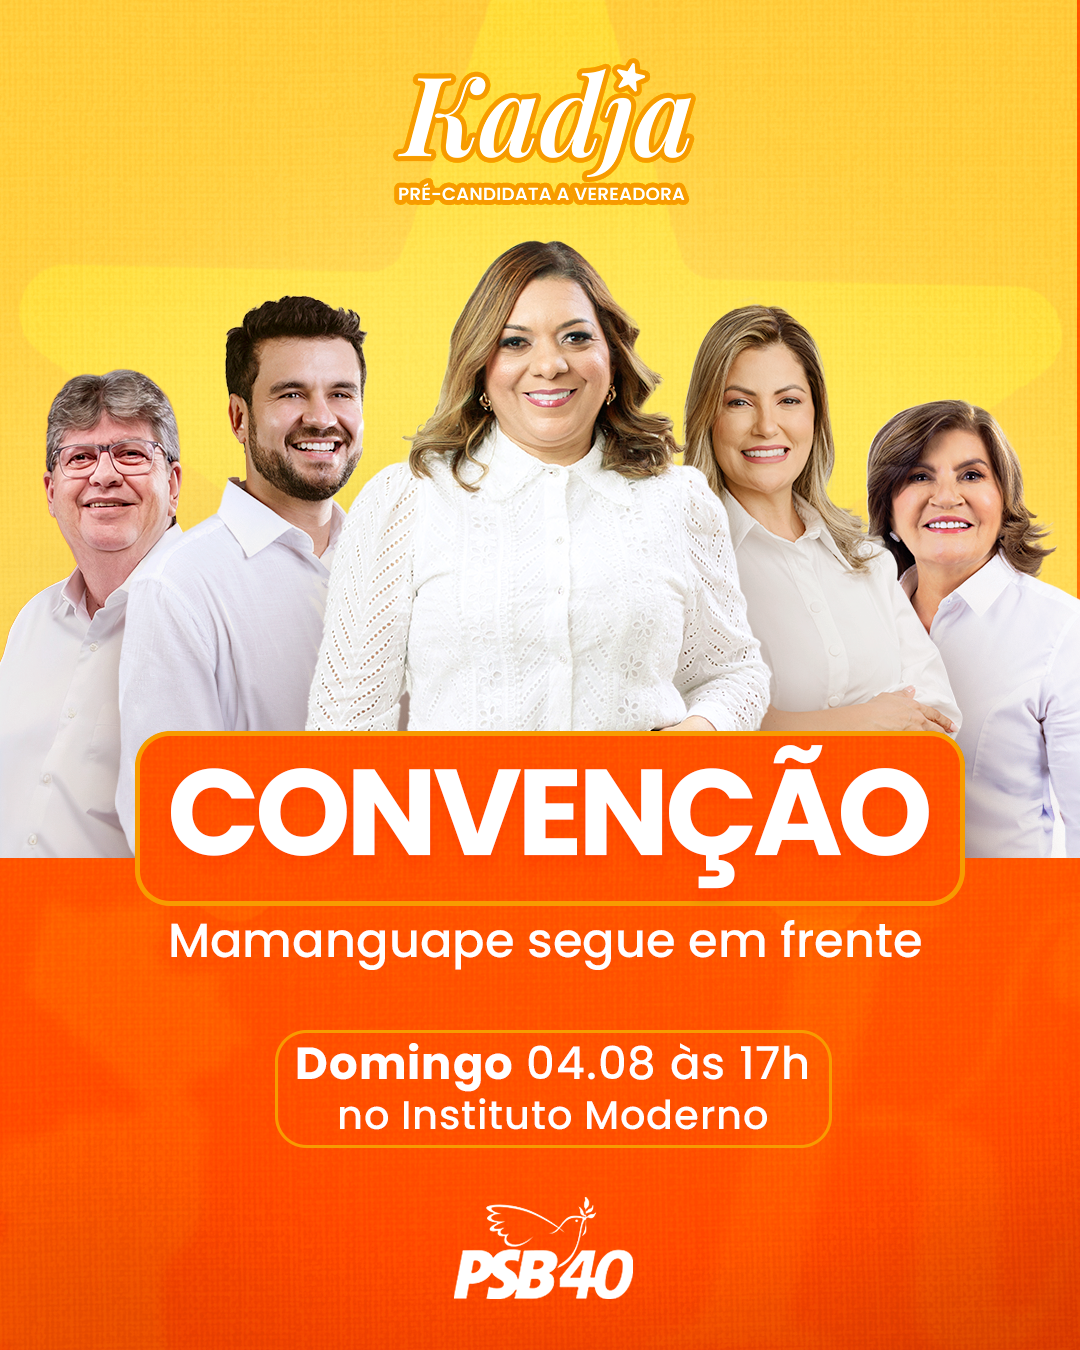 Kadja
PRÉ-CANDIDATA A VEREADORA
CONVENÇÃO
Mamanguape segue em frente
Domingo 04.08 às 17h
no Instituto Moderno
PSB 40